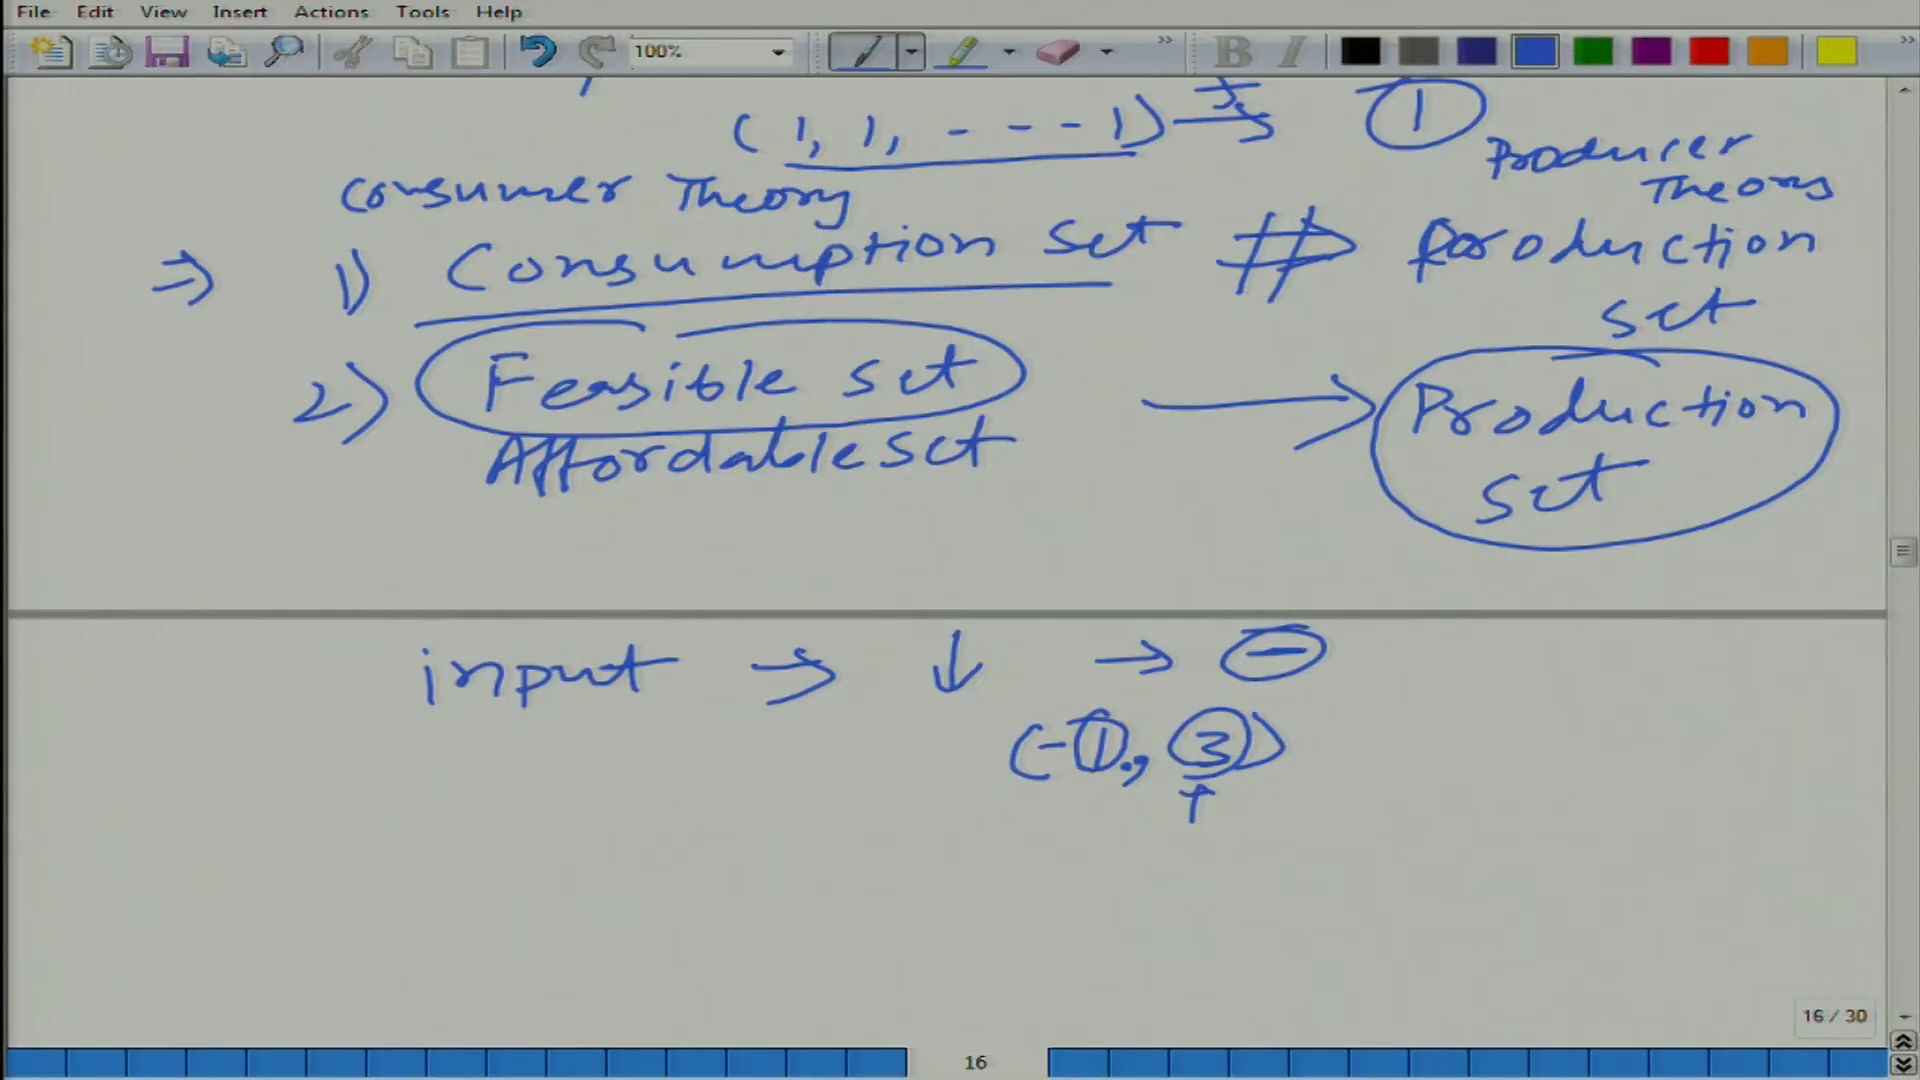 File Edit View Insert Actions Tools Help
100%
B I
(1, 1, - - - 1) → ①
Producer
Theory
Consumer Theory
⇒ 1) Consumption set ⇏ production
set
2) Feasible set → Production
set
Affordable set
input → ↓ → ⊖
(-1, 3)
↑
16 / 30
16